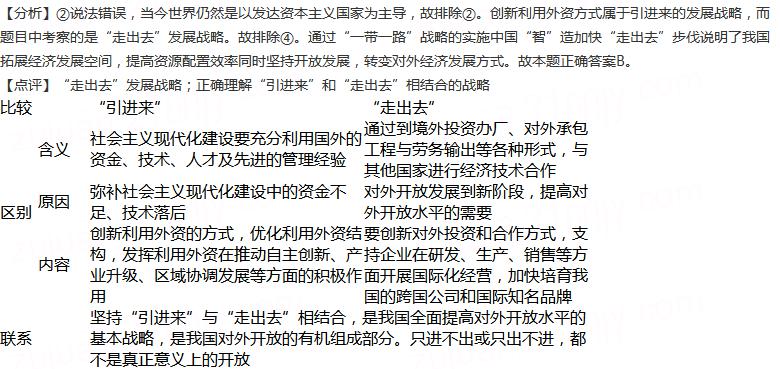 【分析】②说法错误，当今世界仍然是以发达资本主义国家为主导，故排除②。创新利用外资方式属于引进来的发展战略，而
题目中考察的是“走出去”发展战略。故排除④。通过“一带一路”战略的实施中国“智”造加快“走出去”步伐说明了我国
拓展经济发展空间，提高资源配置效率同时坚持开放发展，转变对外经济发展方式。故本题正确答案B。
【点评】“走出去”发展战略；正确理解“引进来”和“走出去”相结合的战略
比较 “引进来” “走出去”
区别
含义
社会主义现代化建设要充分利用国外的
资金、技术、人才及先进的管理经验
通过到境外投资办厂、对外承包
工程与劳务输出等各种形式，与
其他国家进行经济技术合作
原因
弥补社会主义现代化建设中的资金不
足、技术落后
对外开放发展到新阶段，提高对
外开放水平的需要
内容
创新利用外资的方式，优化利用外资结
构，发挥利用外资在推动自主创新、产
业升级、区域协调发展等方面的积极作
用
要创新对外投资和合作方式，支
持企业在研发、生产、销售等方
面开展国际化经营，加快培育我
国的跨国公司和国际知名品牌
联系
坚持“引进来”与“走出去”相结合，是我国全面提高对外开放水平的
基本战略，是我国对外开放的有机组成部分。只进不出或只出不进，都
不是真正意义上的开放